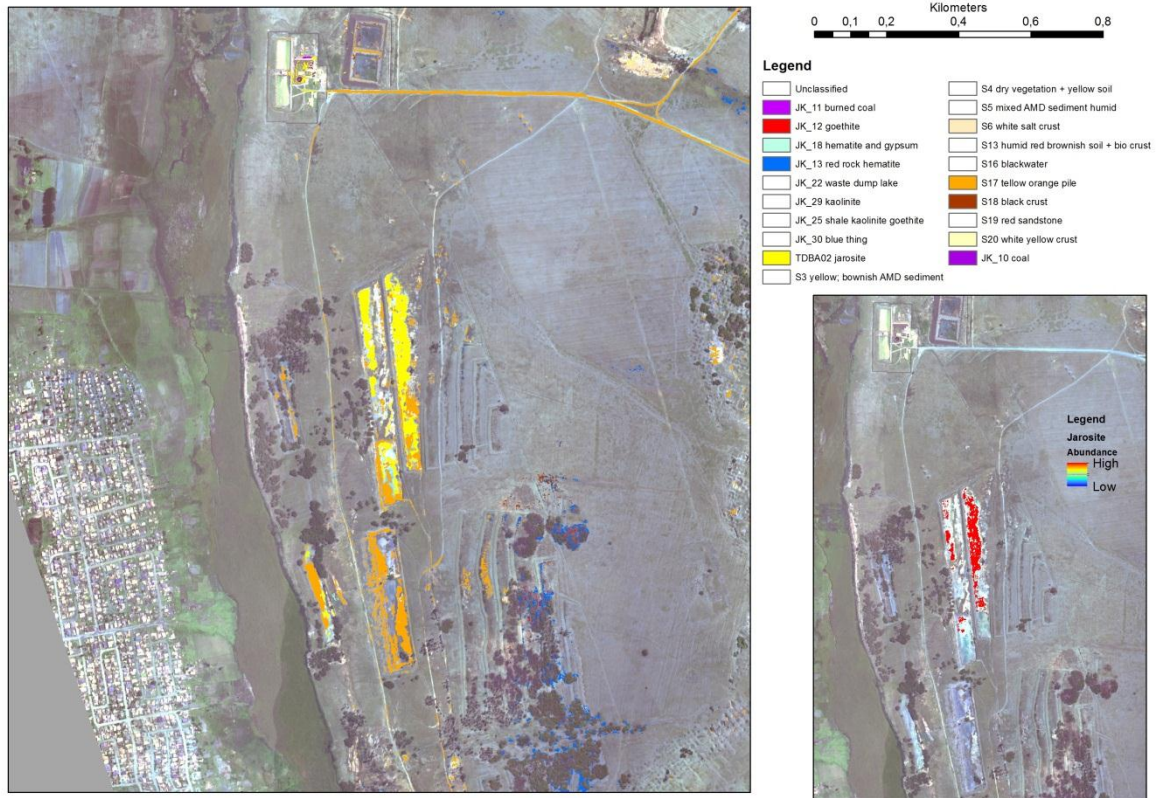 Kilometers
0 0,1 0,2 0,4 0,6 0,8
Legend
Unclassified
JK_11 burned coal
JK_12 goethite
JK_18 hematite and gypsum
JK_13 red rock hematite
JK_22 waste dump lake
JK_29 kaolinite
JK_25 shale kaolinite goethite
JK_30 blue thing
TDBA02 jarosite
S3 yellow; bownish AMD sediment
S4 dry vegetation + yellow soil
S5 mixed AMD sediment humid
S6 white salt crust
S13 humid red brownish soil + bio crust
S16 blackwater
S17 tellow orange pile
S18 black crust
S19 red sandstone
S20 white yellow crust
JK_10 coal
Legend
Jarosite
Abundance
High
Low